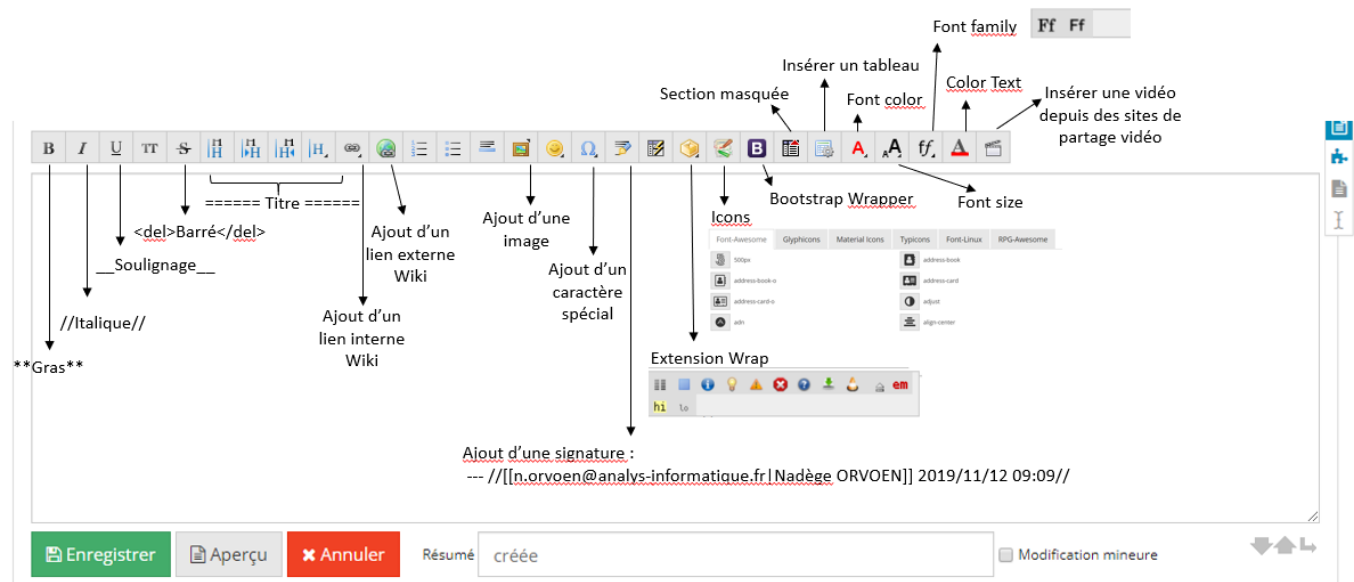 Font family Ff Ff
Insérer un tableau
Section masquée
Font color
Color Text
Insérer une vidéo
depuis des sites de
partage vidéo
B I U TT S H H H H Ω B A AA ff A
====== Titre ======
<del>Barré</del>
__Soulignage__
//Italique//
**Gras**
Ajout d'un
lien externe
Wiki
Ajout d'un
lien interne
Wiki
Ajout d'une
image
Ajout d'un
caractère
spécial
Bootstrap Wrapper
Font size
Icons
Font-Awesome Glyphicons Material Icons Typicons Font-Linux RPG-Awesome
500px address-book
address-book-o address-card
address-card-o adjust
adn align-center
Extension Wrap
em
hi lo
Ajout d'une signature :
--- //[[n.orvoen@analys-informatique.fr|Nadège ORVOEN]] 2019/11/12 09:09//
Enregistrer Aperçu Annuler Résumé créée Modification mineure